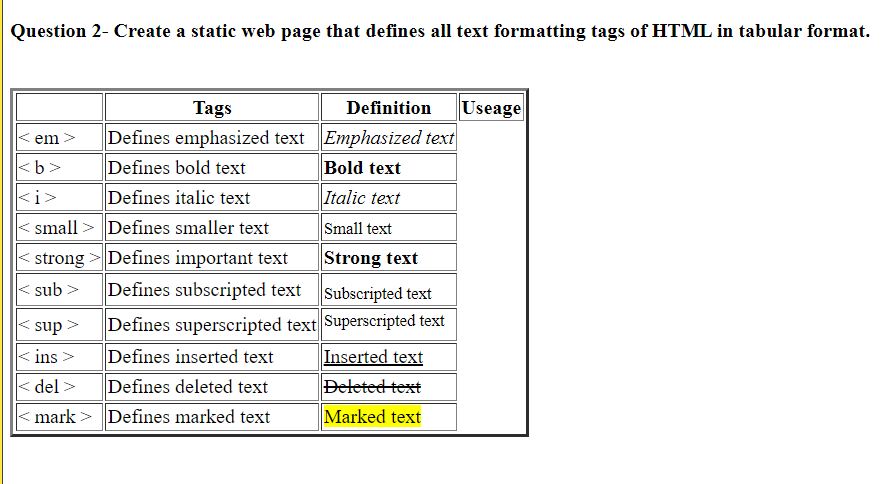 Question 2- Create a static web page that defines all text formatting tags of HTML in tabular format.
Tags Definition Useage
< em > Defines emphasized text Emphasized text
< b > Defines bold text Bold text
< i > Defines italic text Italic text
< small > Defines smaller text Small text
< strong > Defines important text Strong text
< sub > Defines subscripted text Subscripted text
< sup > Defines superscripted text Superscripted text
< ins > Defines inserted text Inserted text
< del > Defines deleted text Deleted text
< mark > Defines marked text Marked text